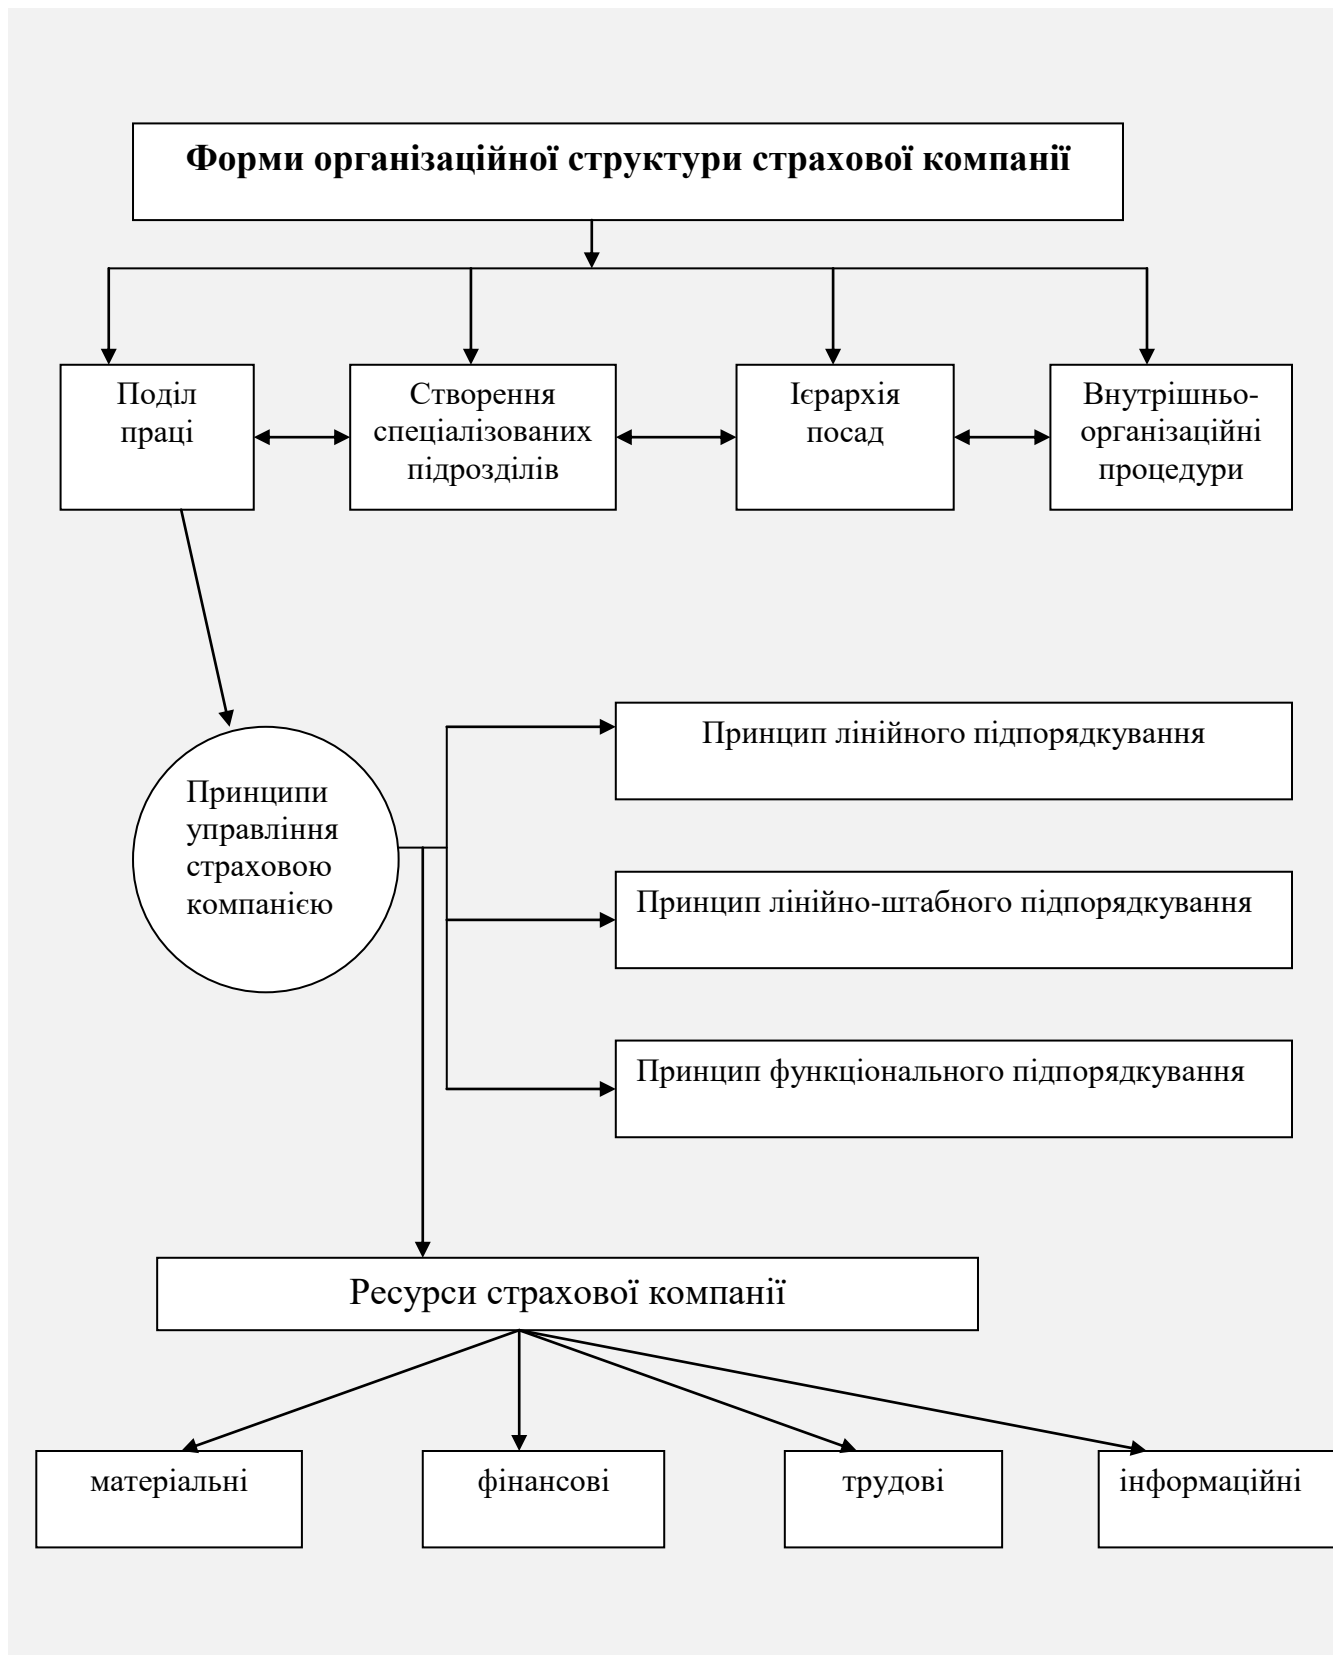 Форми організаційної структури страхової компанії
Поділ
праці
Створення
спеціалізованих
підрозділів
Ієрархія
посад
Внутрішньо-
організаційні
процедури
Принципи
управління
страховою
компанією
Принцип лінійного підпорядкування
Принцип лінійно-штабного підпорядкування
Принцип функціонального підпорядкування
Ресурси страхової компанії
матеріальні
фінансові
трудові
інформаційні